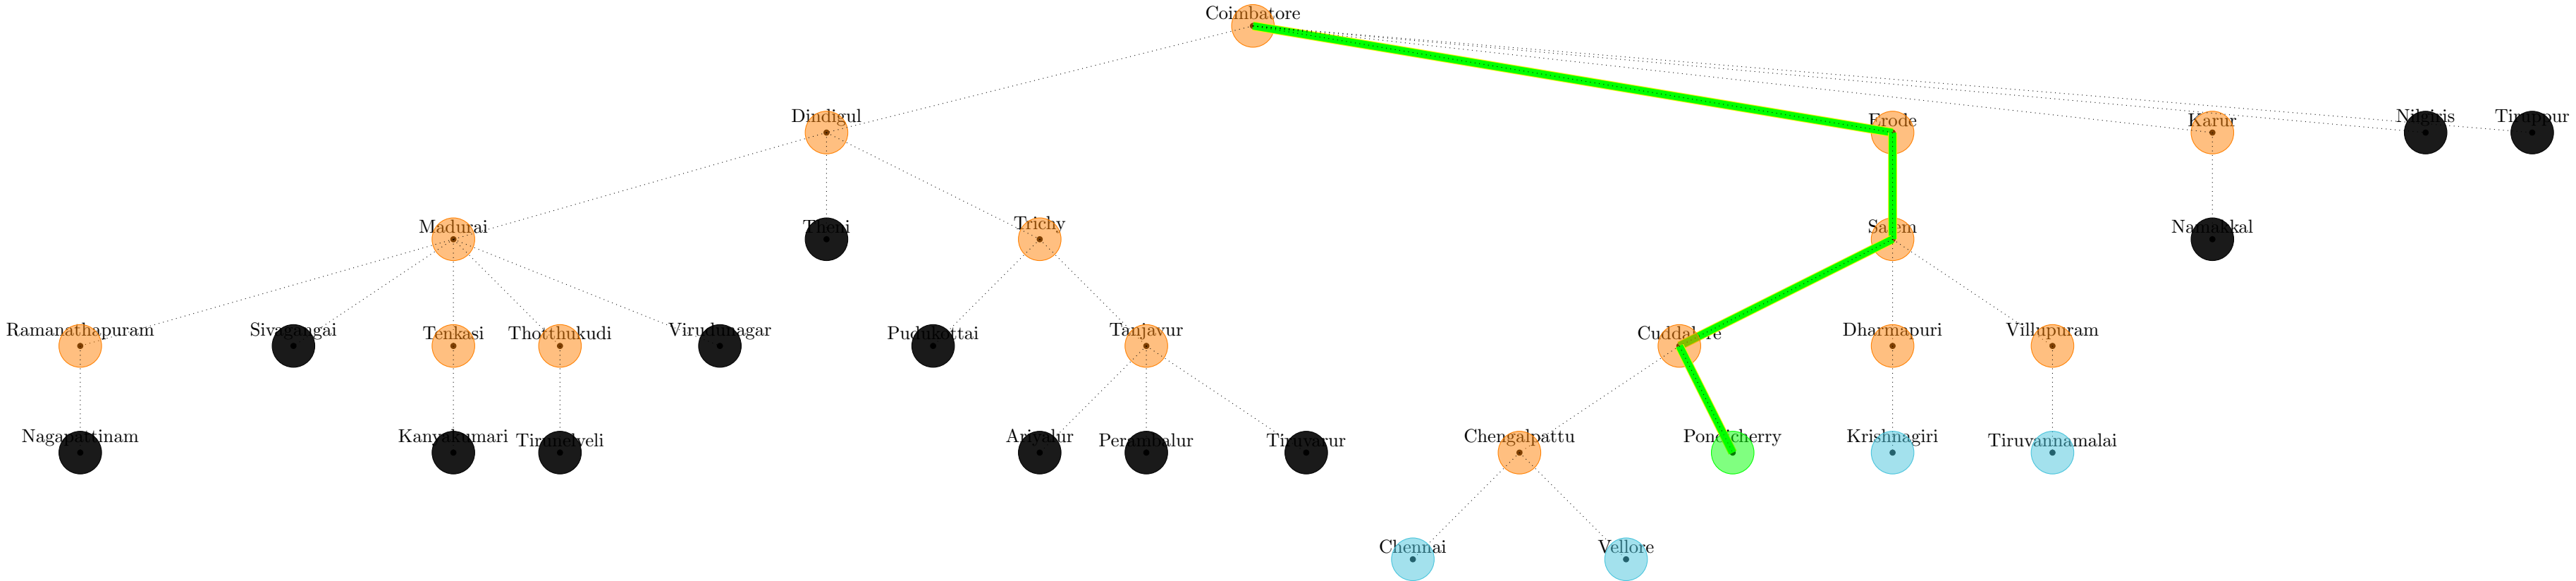 Coimbatore
Dindigul
Erode
Karur
Nilgiris
Tiruppur
Madurai
Theni
Trichy
Salem
Namakkal
Ramanathapuram
Sivagangai
Tenkasi
Thotthukudi
Virudunagar
Pudukottai
Tanjavur
Cuddalore
Dharmapuri
Villupuram
Nagapattinam
Kanyakumari
Tirunelveli
Ariyalur
Perambalur
Tiruvarur
Chengalpattu
Pondicherry
Krishnagiri
Tiruvannamalai
Chennai
Vellore